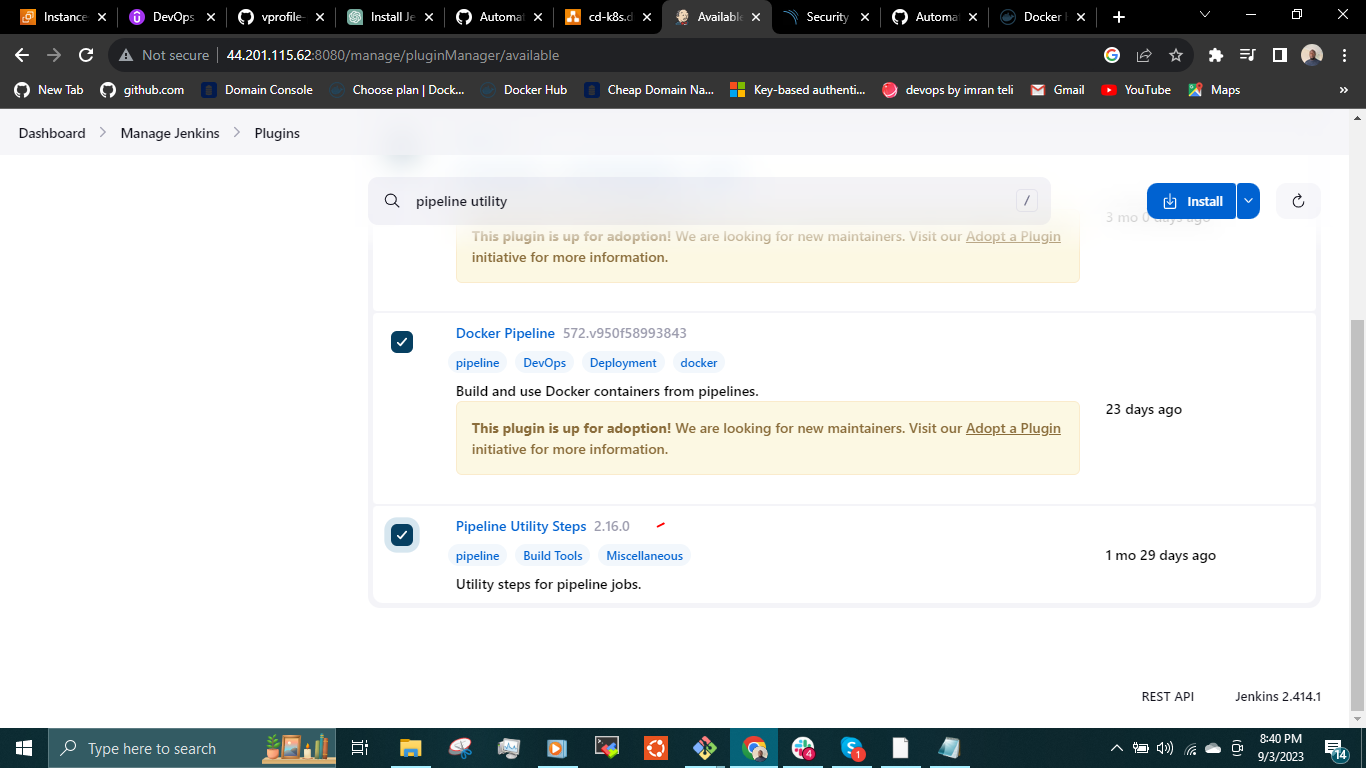 Instance
DevOps
vprofile-
Install Je
Automa
cd-k8s.d
Available
Security
Automa
Docker
Not secure 44.201.115.62:8080/manage/pluginManager/available
New Tab github.com Domain Console Choose plan | Dock... Docker Hub Cheap Domain Na... Key-based authenti... devops by imran teli Gmail YouTube Maps »
Dashboard Manage Jenkins Plugins
pipeline utility / Install
3 mo 0 days ago
This plugin is up for adoption! We are looking for new maintainers. Visit our Adopt a Plugin
initiative for more information.
Docker Pipeline 572.v950f58993843
pipeline DevOps Deployment docker
Build and use Docker containers from pipelines.
23 days ago
This plugin is up for adoption! We are looking for new maintainers. Visit our Adopt a Plugin
initiative for more information.
Pipeline Utility Steps 2.16.0
pipeline Build Tools Miscellaneous
1 mo 29 days ago
Utility steps for pipeline jobs.
REST API Jenkins 2.414.1
Type here to search
4
1
8:40 PM
9/3/2023
14